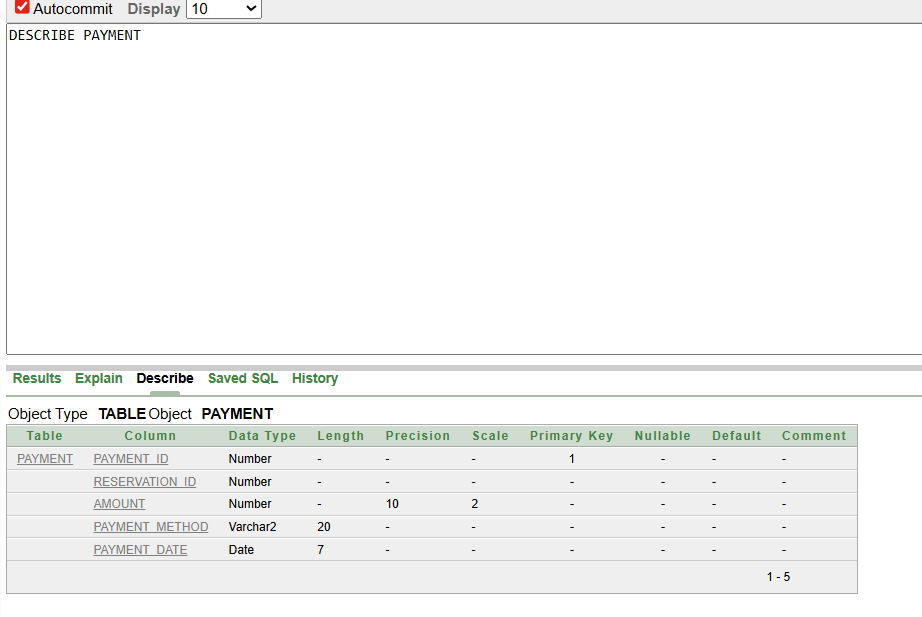 Autocommit Display 10
DESCRIBE PAYMENT
Results Explain Describe Saved SQL History
Object Type TABLE Object PAYMENT
Table Column Data Type Length Precision Scale Primary Key Nullable Default Comment
PAYMENT PAYMENT_ID Number - - - 1 - - -
RESERVATION_ID Number - - - - - - -
AMOUNT Number - 10 2 - - - -
PAYMENT_METHOD Varchar2 20 - - - - - -
PAYMENT_DATE Date 7 - - - - - -
1 - 5